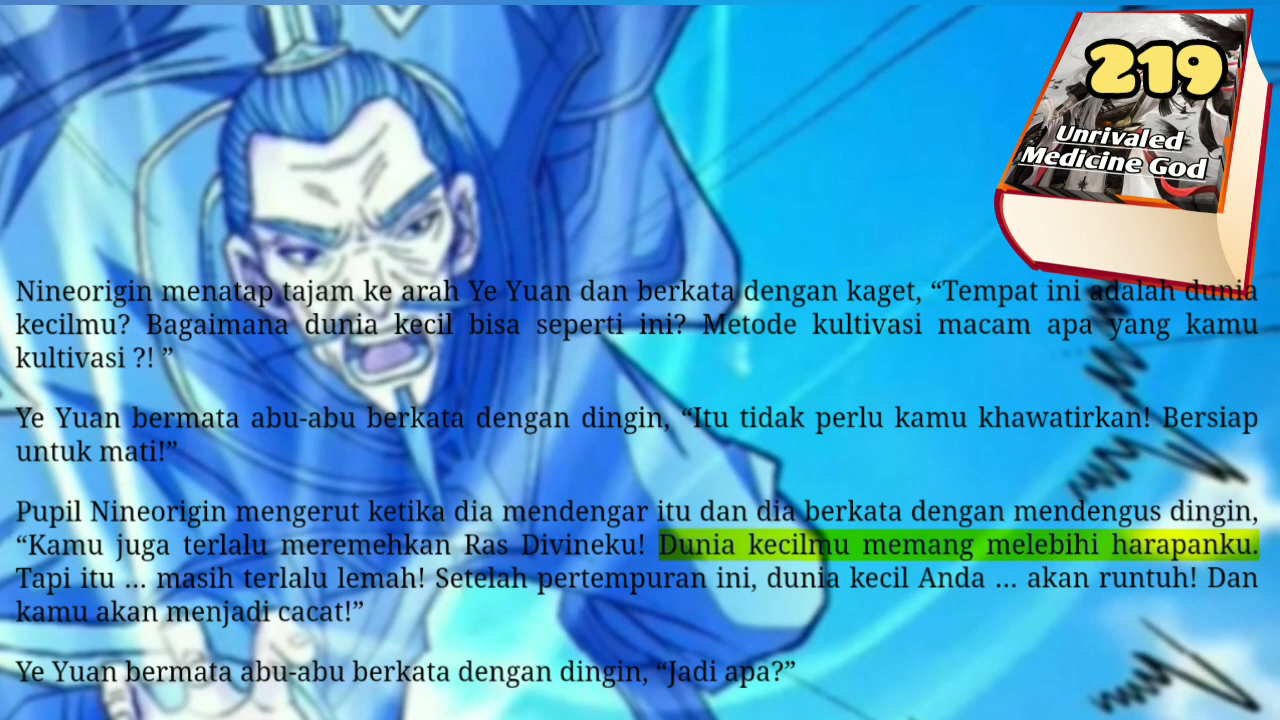 219
Unrivaled
Medicine God
Nineorigin menatap tajam ke arah Ye Yuan dan berkata dengan kaget, “Tempat ini adalah dunia
kecilmu? Bagaimana dunia kecil bisa seperti ini? Metode kultivasi macam apa yang kamu
kultivasi ?! ”
Ye Yuan bermata abu-abu berkata dengan dingin, “Itu tidak perlu kamu khawatirkan! Bersiap
untuk mati!”
Pupil Nineorigin mengerut ketika dia mendengar itu dan dia berkata dengan mendengus dingin,
“Kamu juga terlalu meremehkan Ras Divineku! Dunia kecilmu memang melebihi harapanku.
Tapi itu ... masih terlalu lemah! Setelah pertempuran ini, dunia kecil Anda ... akan runtuh! Dan
kamu akan menjadi cacat!”
Ye Yuan bermata abu-abu berkata dengan dingin, “Jadi apa?”